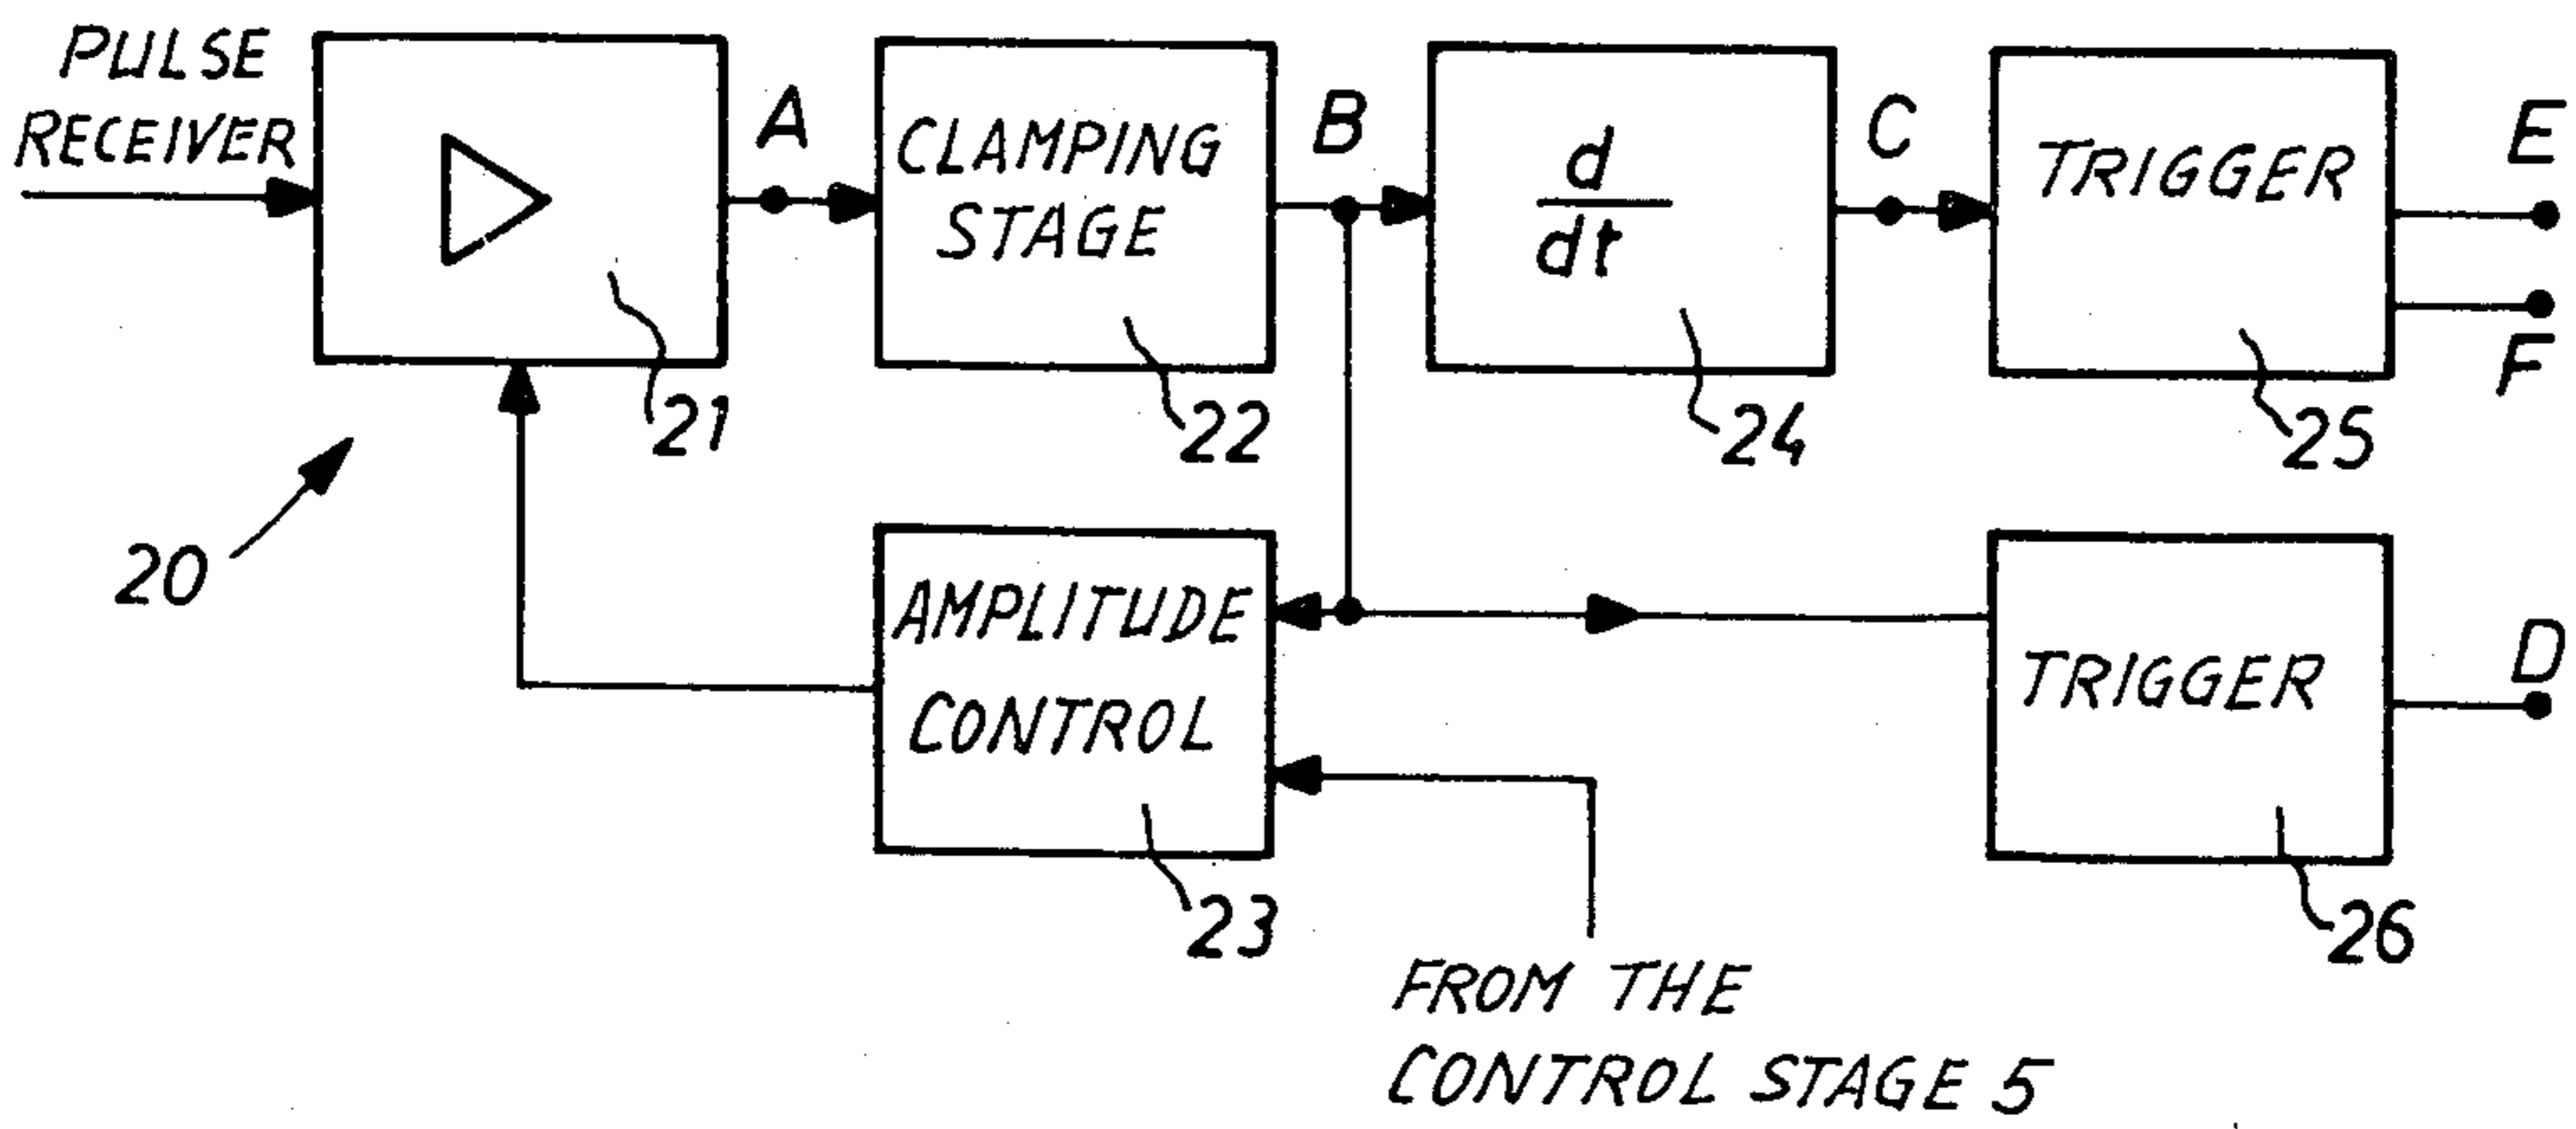 PULSE
RECEIVER
A
CLAMPING
STAGE
B
d
dt
C
TRIGGER
E
F
21
22
24
25
20
AMPLITUDE
CONTROL
TRIGGER
D
23
26
FROM THE
CONTROL STAGE 5